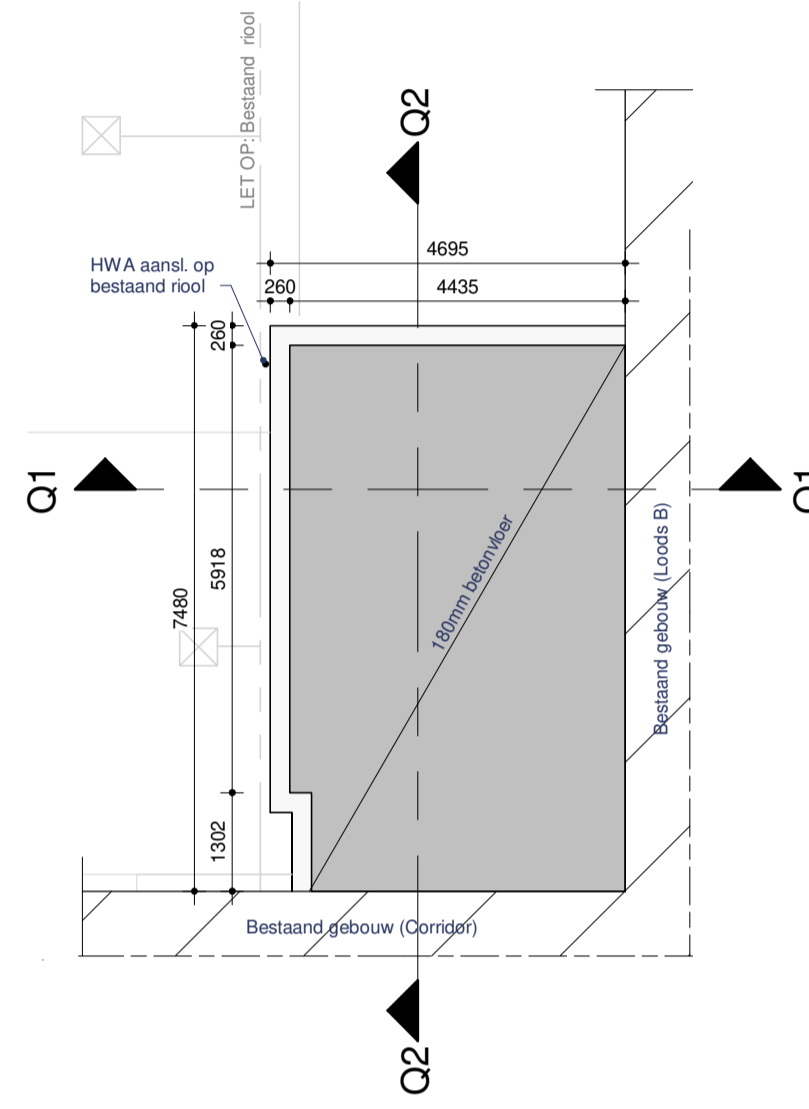 LET OP: Bestaand riool
Q2
HWA aansl. op
bestaand riool
4695
260
4435
260
Q1
5918
7480
1302
180mm betonvloer
Bestaand gebouw (Loods B)
Q1
Bestaand gebouw (Corridor)
Q2